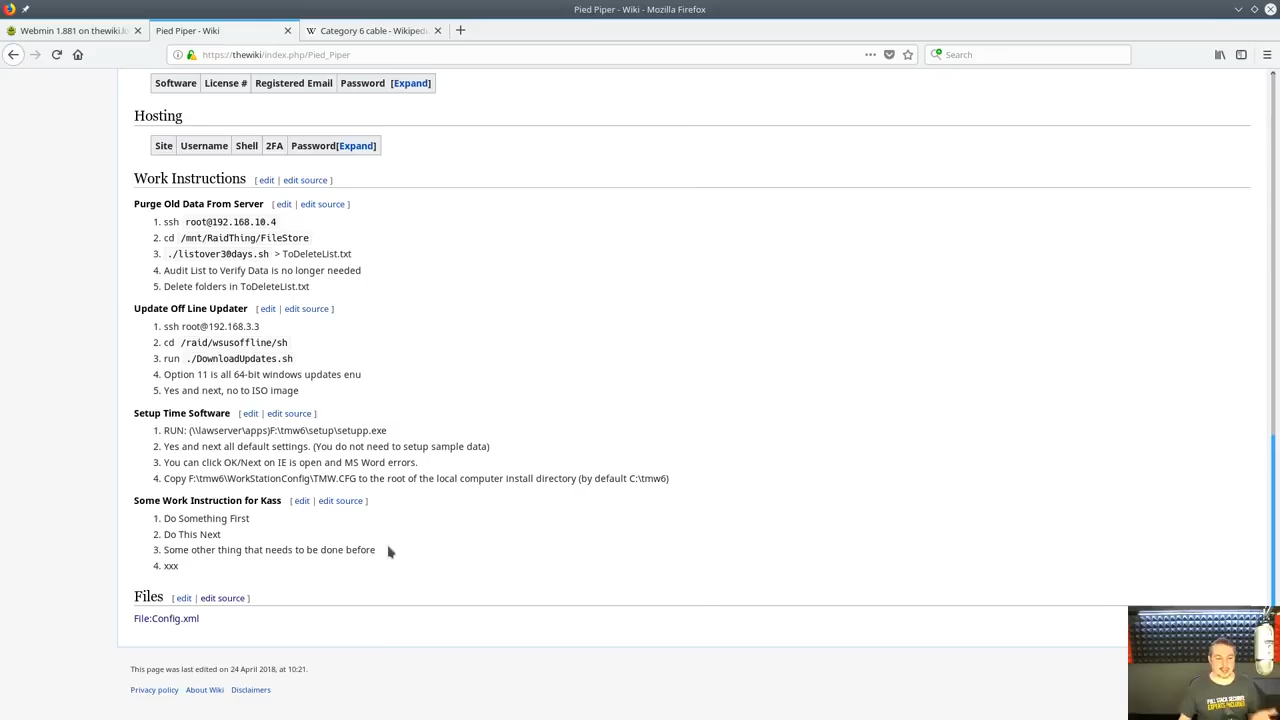 Pied Piper - Wiki - Mozilla Firefox
Webmin 1.881 on thewiki.lo
Pied Piper - Wiki
Category 6 cable - Wikiped
https://thewiki/index.php/Pied_Piper
Search
Software License # Registered Email Password [Expand]
Hosting
Site Username Shell 2FA Password[Expand]
Work Instructions [ edit | edit source ]
Purge Old Data From Server [ edit | edit source ]
1. ssh root@192.168.10.4
2. cd /mnt/RaidThing/FileStore
3. ./listover30days.sh > ToDeleteList.txt
4. Audit List to Verify Data is no longer needed
5. Delete folders in ToDeleteList.txt
Update Off Line Updater [ edit | edit source ]
1. ssh root@192.168.3.3
2. cd /raid/wsusoffline/sh
3. run ./DownloadUpdates.sh
4. Option 11 is all 64-bit windows updates enu
5. Yes and next, no to ISO image
Setup Time Software [ edit | edit source ]
1. RUN: (\\lawserver\apps)F:\tmw6\setup\setupp.exe
2. Yes and next all default settings. (You do not need to setup sample data)
3. You can click OK/Next on IE is open and MS Word errors.
4. Copy F:\tmw6\WorkStationConfig\TMW.CFG to the root of the local computer install directory (by default C:\tmw6)
Some Work Instruction for Kass [ edit | edit source ]
1. Do Something First
2. Do This Next
3. Some other thing that needs to be done before
4. xxx
Files [ edit | edit source ]
File:Config.xml
This page was last edited on 24 April 2018, at 10:21.
Privacy policy About Wiki Disclaimers
FULL STACK SECURITY
EXPERTS INCLUDED